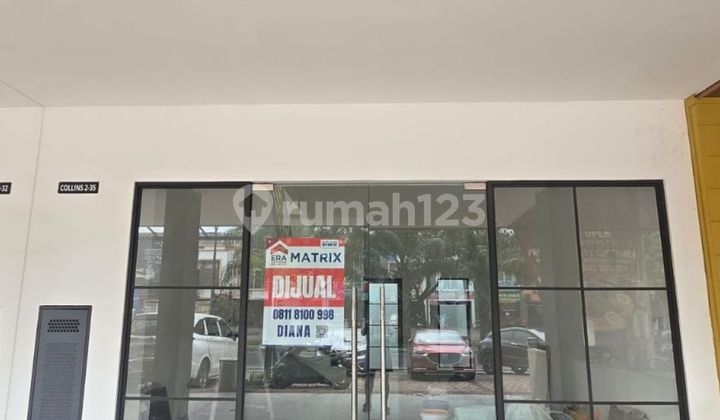 -32
COLLINS 2-35
rumah123
ERA
MATRIX
DIJUAL
0811 8100 998
DIANA